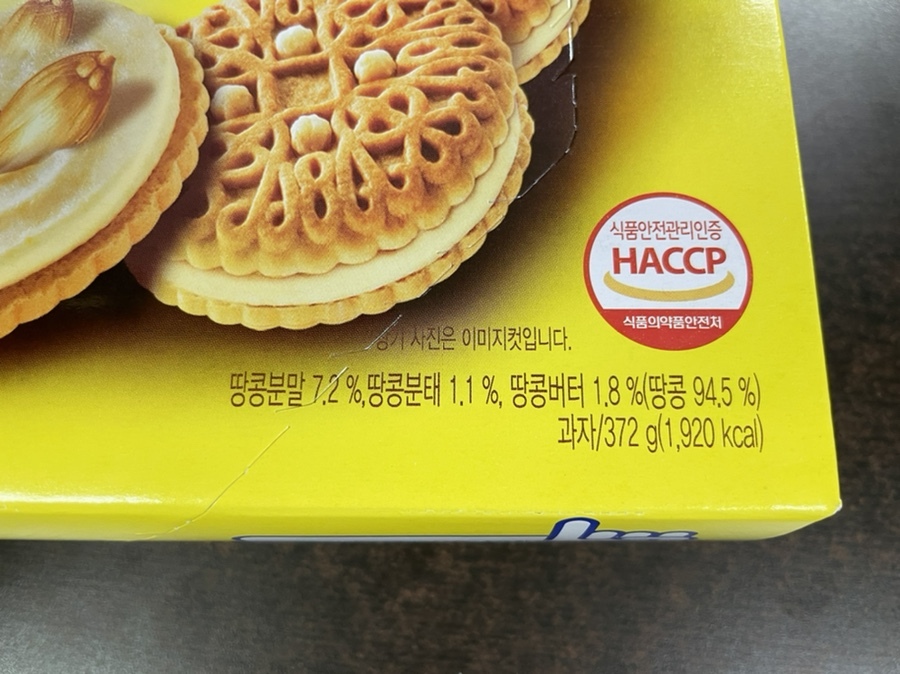 식품안전관리인증
HACCP
식품의약품안전처
사진은 이미지컷입니다.
땅콩분말 7.2 %,땅콩분태 1.1 %, 땅콩버터 1.8 %(땅콩 94.5 %)
과자/372 g(1,920 kcal)